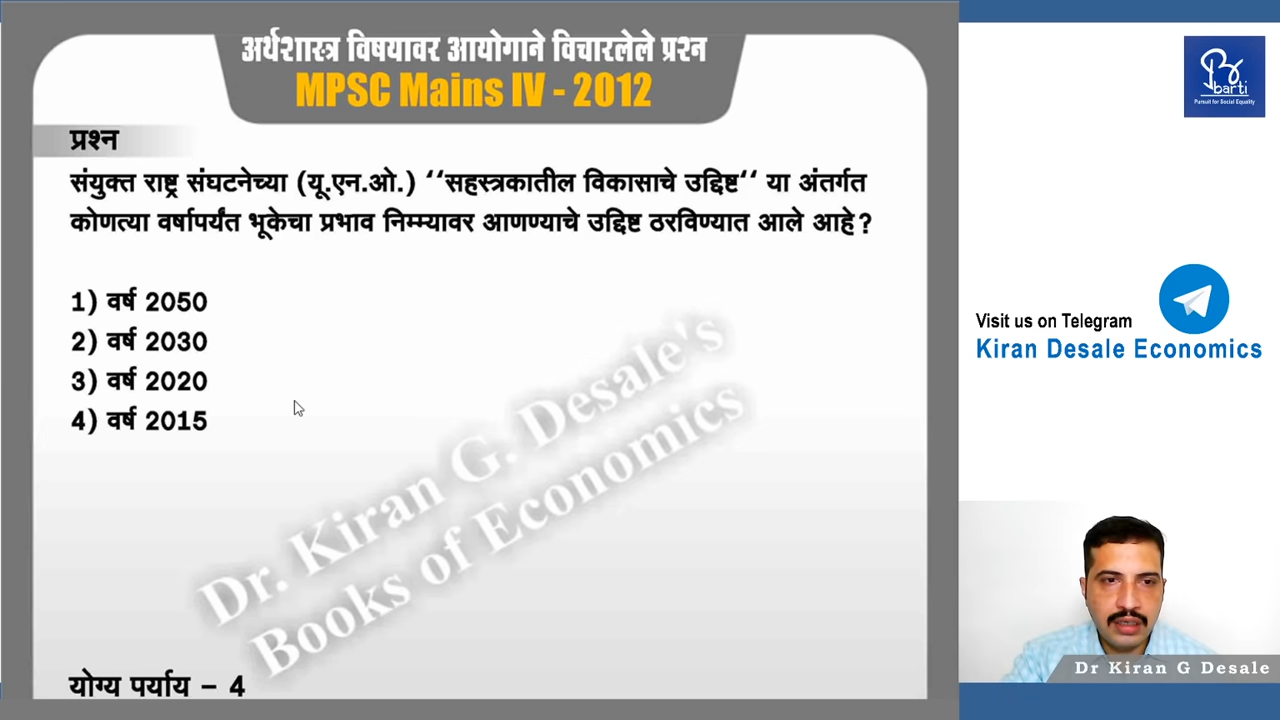 अर्थशास्त्र विषयावर आयोगाने विचारलेले प्रश्न
MPSC Mains IV - 2012
प्रश्न
संयुक्त राष्ट्र संघटनेच्या (यू.एन.ओ.) ‘‘सहस्त्रकातील विकासाचे उद्दिष्ट‘‘ या अंतर्गत
कोणत्या वर्षापर्यंत भूकेचा प्रभाव निम्म्यावर आणण्याचे उद्दिष्ट ठरविण्यात आले आहे?
1) वर्ष 2050
2) वर्ष 2030
3) वर्ष 2020
4) वर्ष 2015
Dr. Kiran G. Desale's
Books of Economics
योग्य पर्याय – 4
barti
Pursuit for Social Equality
Visit us on Telegram
Kiran Desale Economics
Dr Kiran G Desale